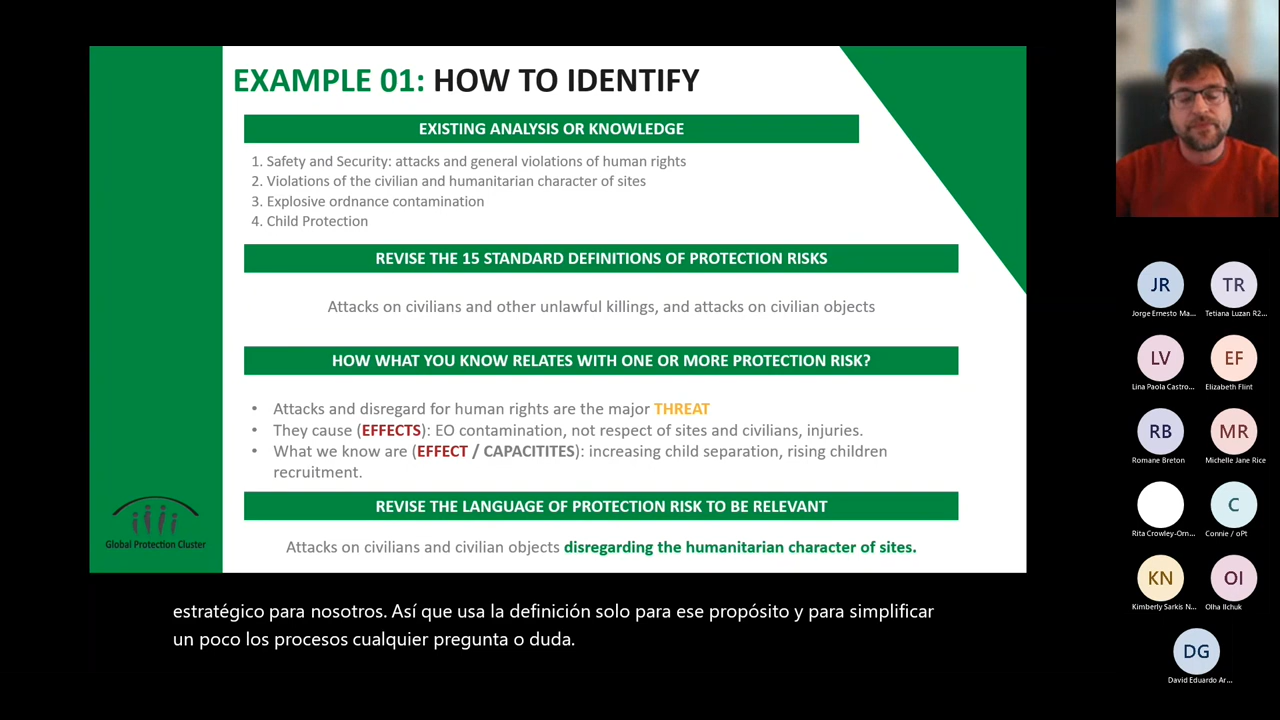 EXAMPLE 01: HOW TO IDENTIFY
EXISTING ANALYSIS OR KNOWLEDGE
1. Safety and Security: attacks and general violations of human rights
2. Violations of the civilian and humanitarian character of sites
3. Explosive ordnance contamination
4. Child Protection
REVISE THE 15 STANDARD DEFINITIONS OF PROTECTION RISKS
Attacks on civilians and other unlawful killings, and attacks on civilian objects
HOW WHAT YOU KNOW RELATES WITH ONE OR MORE PROTECTION RISK?
• Attacks and disregard for human rights are the major THREAT
• They cause (EFFECTS): EO contamination, not respect of sites and civilians, injuries.
• What we know are (EFFECT / CAPACITITES): increasing child separation, rising children
recruitment.
REVISE THE LANGUAGE OF PROTECTION RISK TO BE RELEVANT
Attacks on civilians and civilian objects disregarding the humanitarian character of sites.
Global Protection Cluster
estratégico para nosotros. Así que usa la definición solo para ese propósito y para simplificar
un poco los procesos cualquier pregunta o duda.
JR TR
Jorge Ernesto Ma... Tetiana Luzan R2...
LV EF
Lina Paola Castro... Elizabeth Flint
RB MR
Romane Breton Michelle Jane Rice
C
Rita Crowley-Orn... Connie / oPt
KN OI
Kimberly Sarkis N... Olha Ilchuk
DG
David Eduardo Ar...